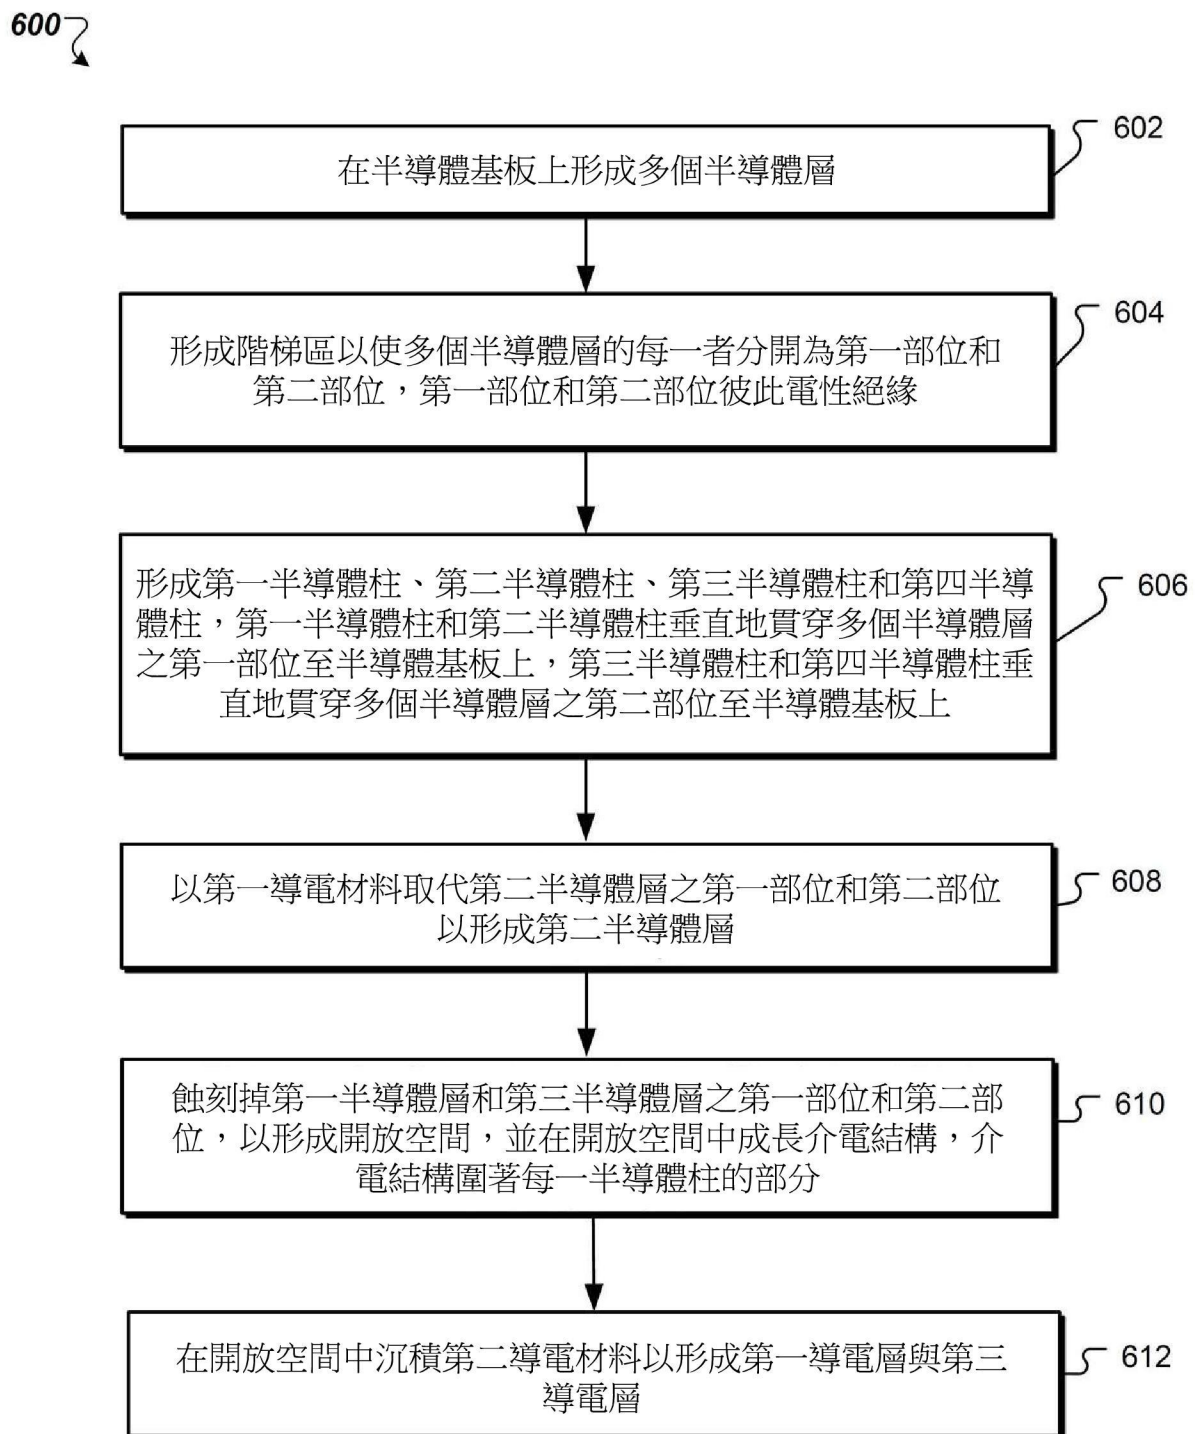 600
602
在半導體基板上形成多個半導體層
604
形成階梯區以使多個半導體層的每一者分開為第一部位和
第二部位，第一部位和第二部位彼此電性絕緣
606
形成第一半導體柱、第二半導體柱、第三半導體柱和第四半導
體柱，第一半導體柱和第二半導體柱垂直地貫穿多個半導體層
之第一部位至半導體基板上，第三半導體柱和第四半導體柱垂
直地貫穿多個半導體層之第二部位至半導體基板上
608
以第一導電材料取代第二半導體層之第一部位和第二部位
以形成第二半導體層
610
蝕刻掉第一半導體層和第三半導體層之第一部位和第二部
位，以形成開放空間，並在開放空間中成長介電結構，介
電結構圍著每一半導體柱的部分
612
在開放空間中沉積第二導電材料以形成第一導電層與第三
導電層